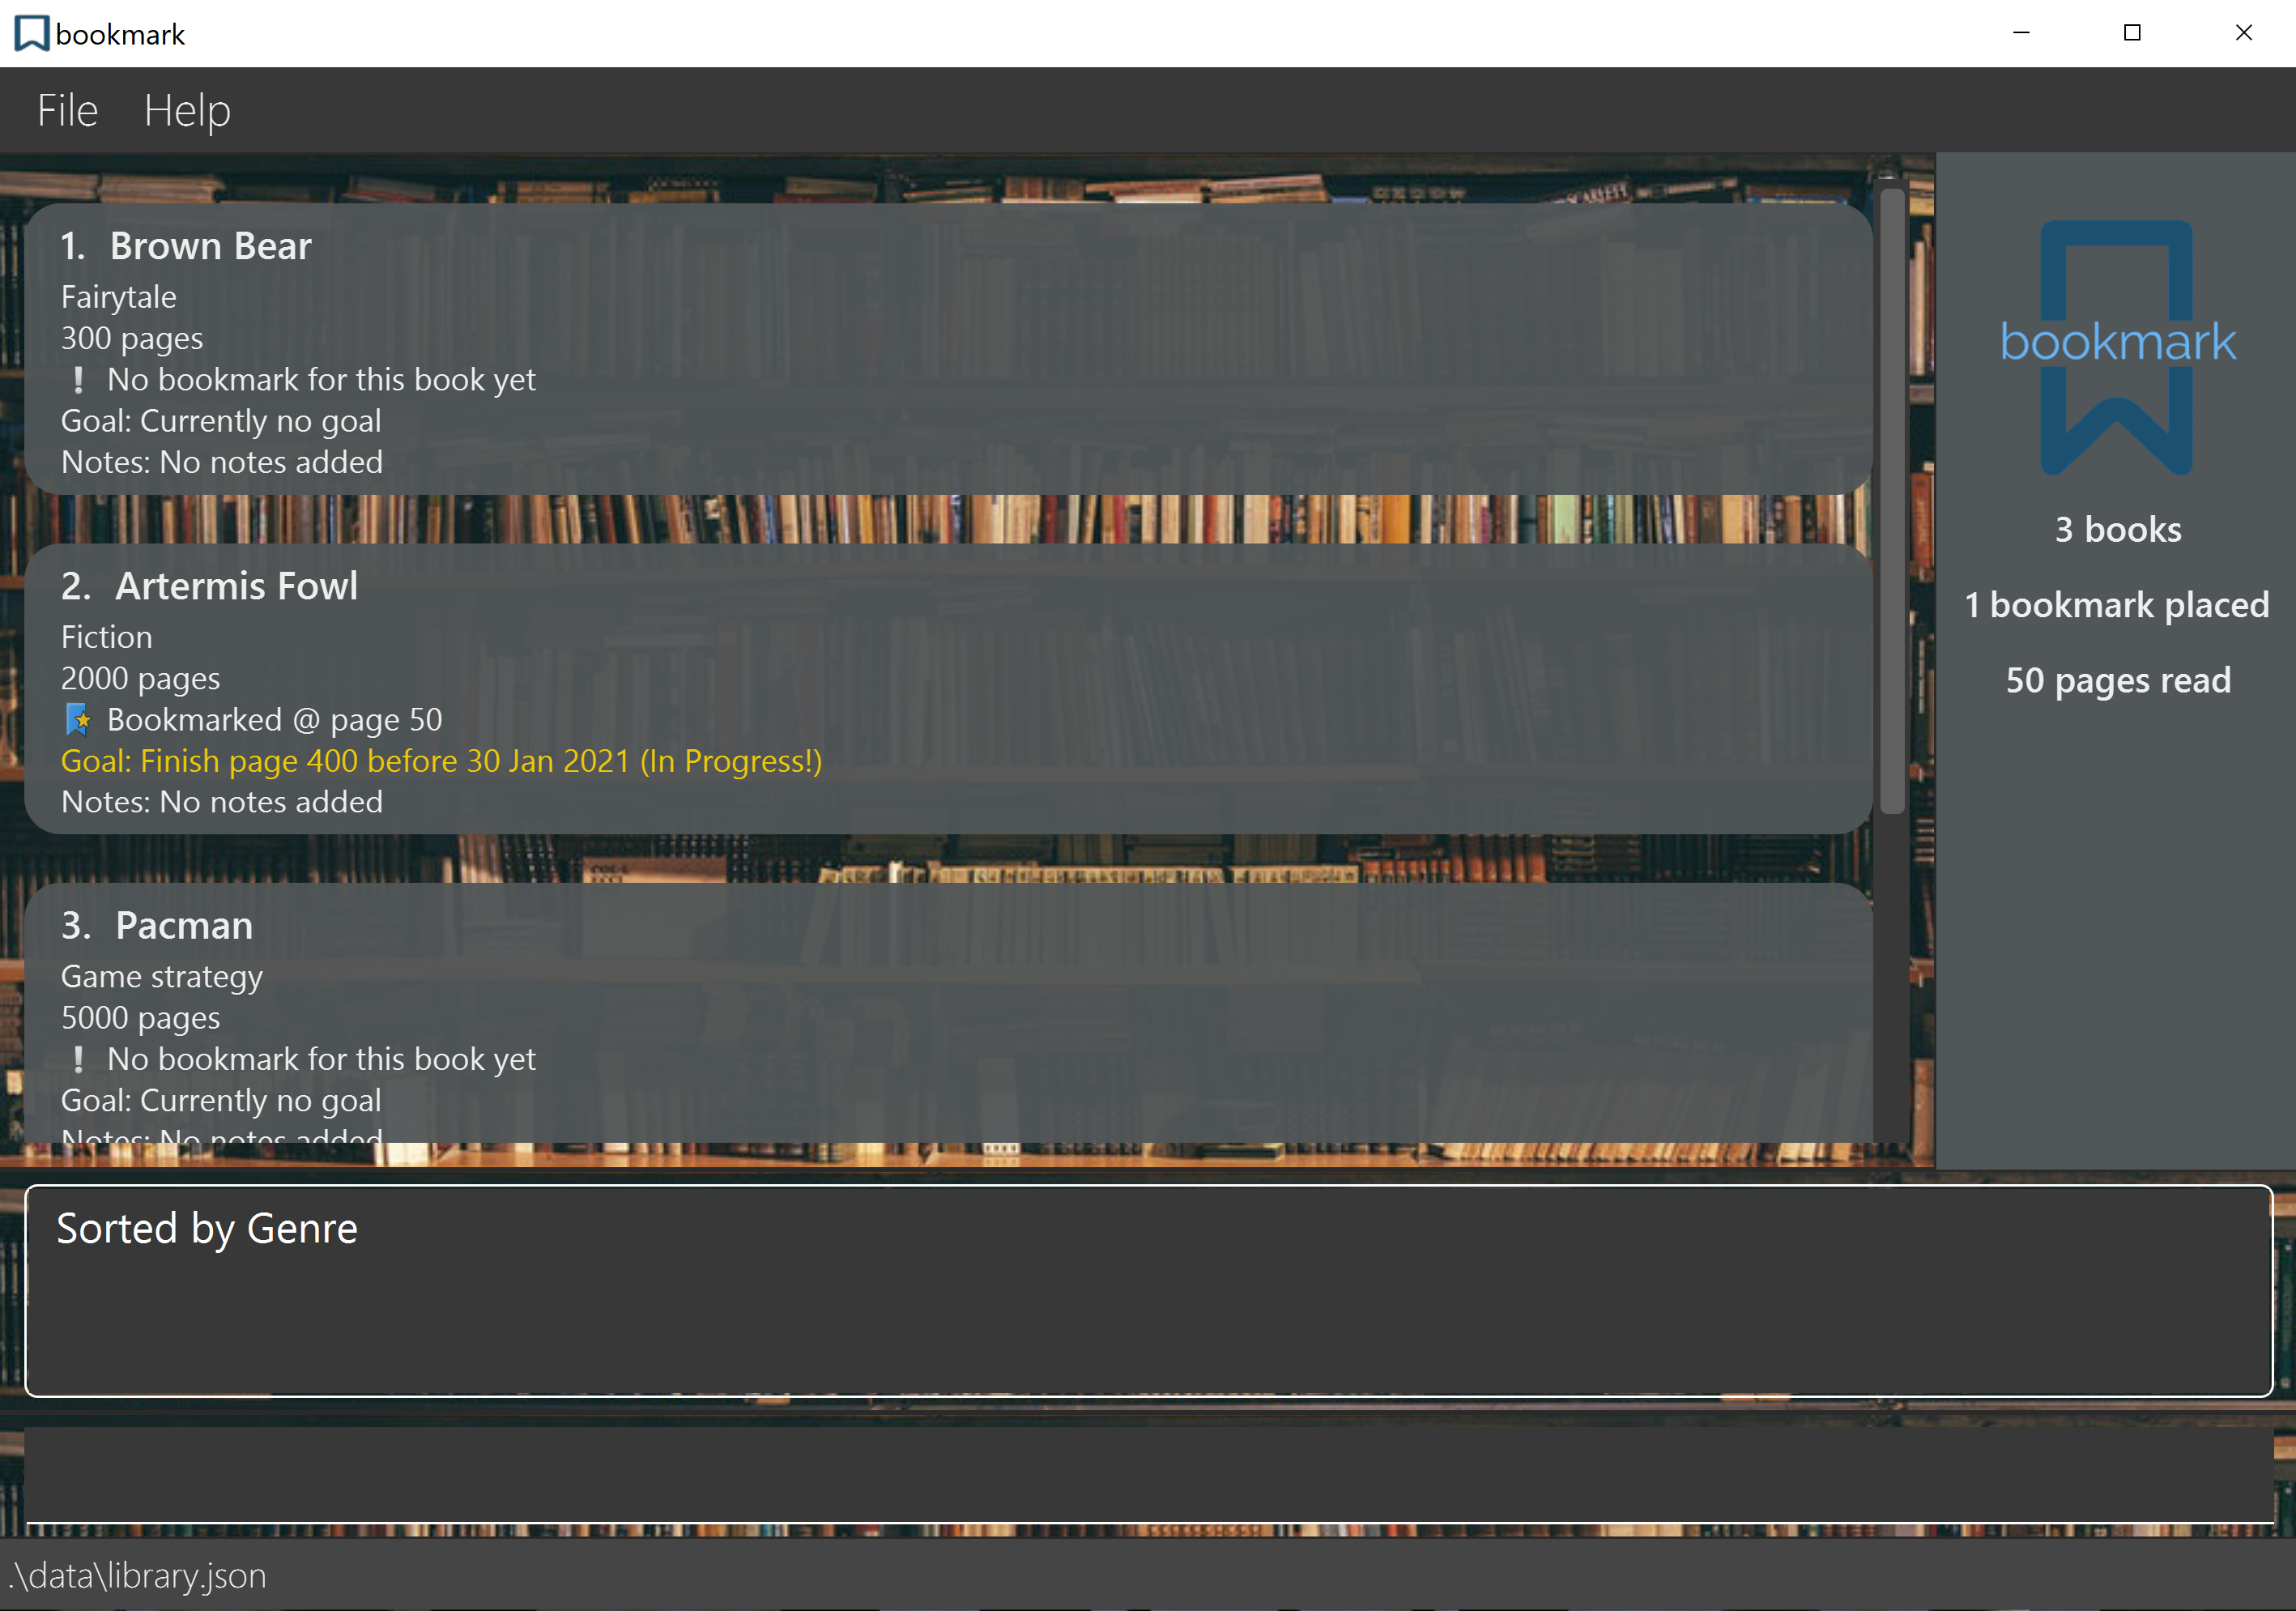 bookmark
File Help
1. Brown Bear
Fairytale
300 pages
No bookmark for this book yet
Goal: Currently no goal
Notes: No notes added
2. Artermis Fowl
Fiction
2000 pages
Bookmarked @ page 50
Goal: Finish page 400 before 30 Jan 2021 (In Progress!)
Notes: No notes added
3. Pacman
Game strategy
5000 pages
No bookmark for this book yet
Goal: Currently no goal
Notes: No notes added
bookmark
3 books
1 bookmark placed
50 pages read
Sorted by Genre
.\data\library.json